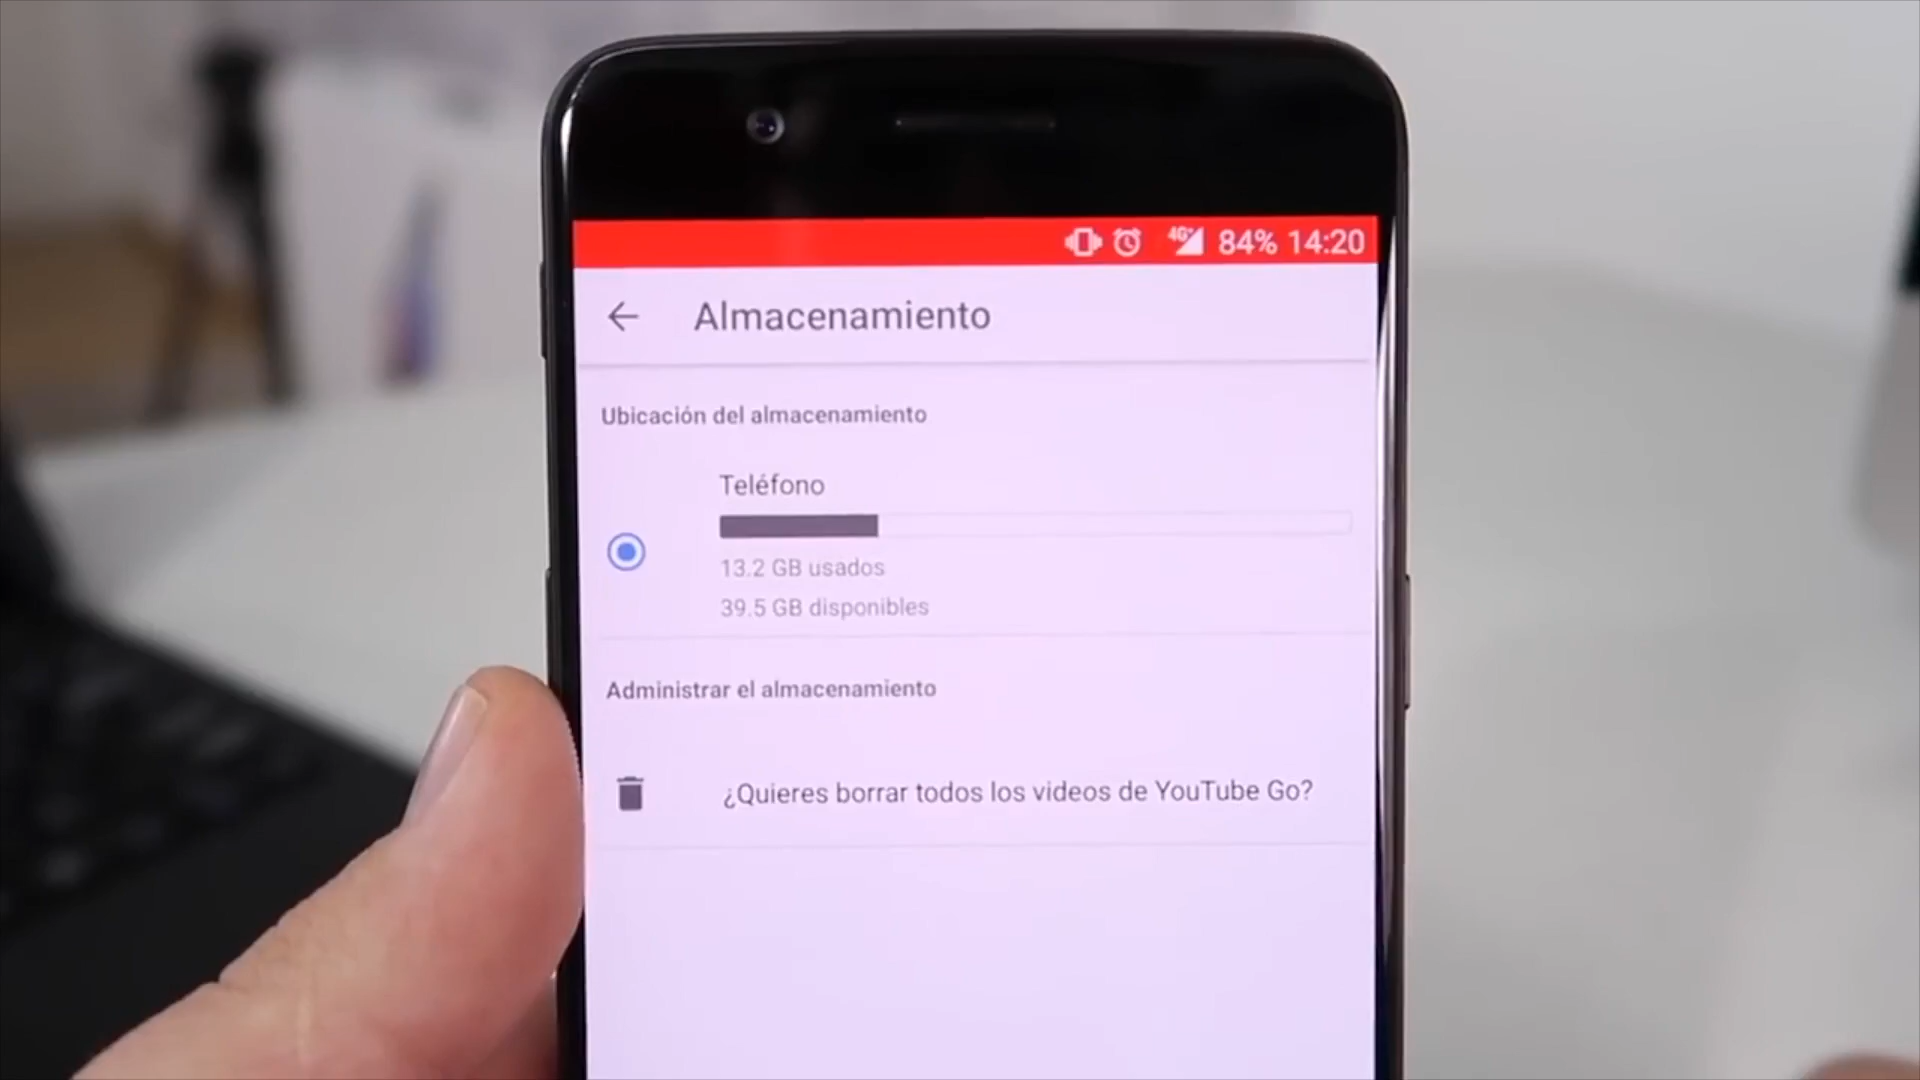 4G+ 84% 14:20
Almacenamiento
Ubicación del almacenamiento
Teléfono
13.2 GB usados
39.5 GB disponibles
Administrar el almacenamiento
¿Quieres borrar todos los videos de YouTube Go?